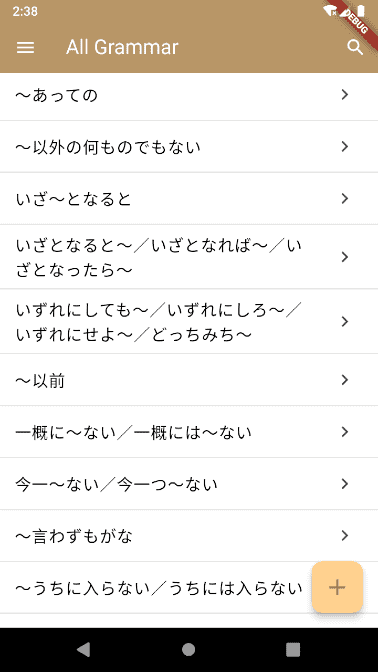 2:38
DEBUG
All Grammar
～あっての
～以外の何ものでもない
いざ～となると
いざとなると～／いざとなれば～／い
ざとなったら～
いずれにしても～／いずれにしろ～／
いずれにせよ～／どっちみち～
～以前
一概に～ない／一概には～ない
今一～ない／今一つ～ない
～言わずもがな
～うちに入らない／うちには入らない